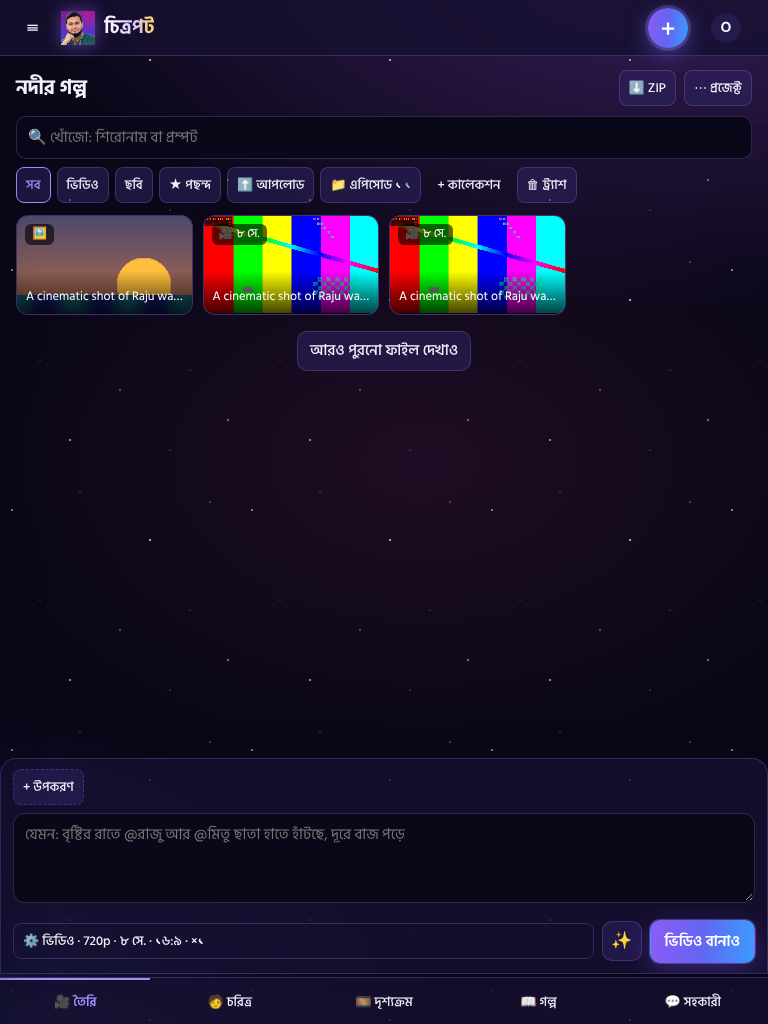 চিত্রপট
O
নদীর গল্প
ZIP
··· প্রজেক্ট
খোঁজো: শিরোনাম বা প্রম্পট
সব
ভিডিও
ছবি
★ পছন্দ
আপলোড
এপিসোড ১ ১
+ কালেকশন
ট্র্যাশ
A cinematic shot of Raju wa...
৮ সে.
A cinematic shot of Raju wa...
৮ সে.
A cinematic shot of Raju wa...
আরও পুরনো ফাইল দেখাও
+ উপকরণ
যেমন: বৃষ্টির রাতে @রাজু আর @মিতু ছাতা হাতে হাঁটছে, দূরে বাজ পড়ে
ভিডিও · 720p · ৮ সে. · ১৬:৯ · ×১
ভিডিও বানাও
তৈরি
চরিত্র
দৃশ্যক্রম
গল্প
সহকারী